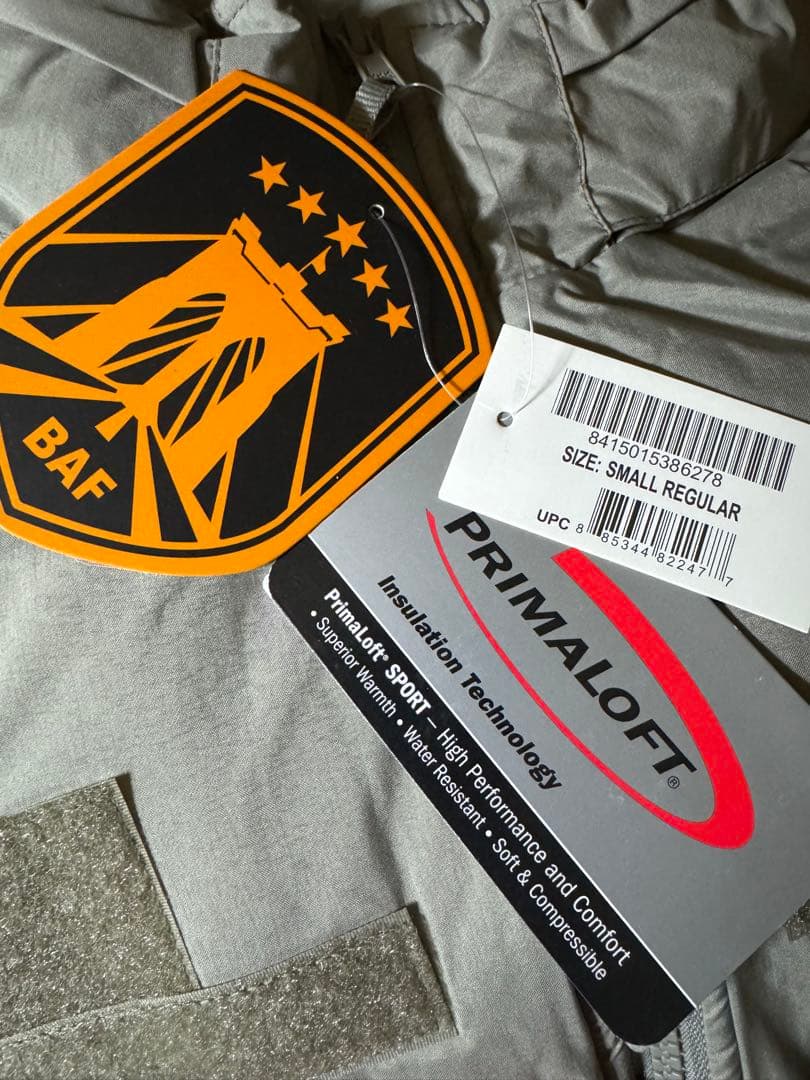 BAF
8415015386278
SIZE: SMALL REGULAR
UPC 8 85344 82247 7
PRIMALOFT®
Insulation Technology
PrimaLoft® SPORT – High Performance and Comfort
• Superior Warmth • Water Resistant • Soft & Compressible